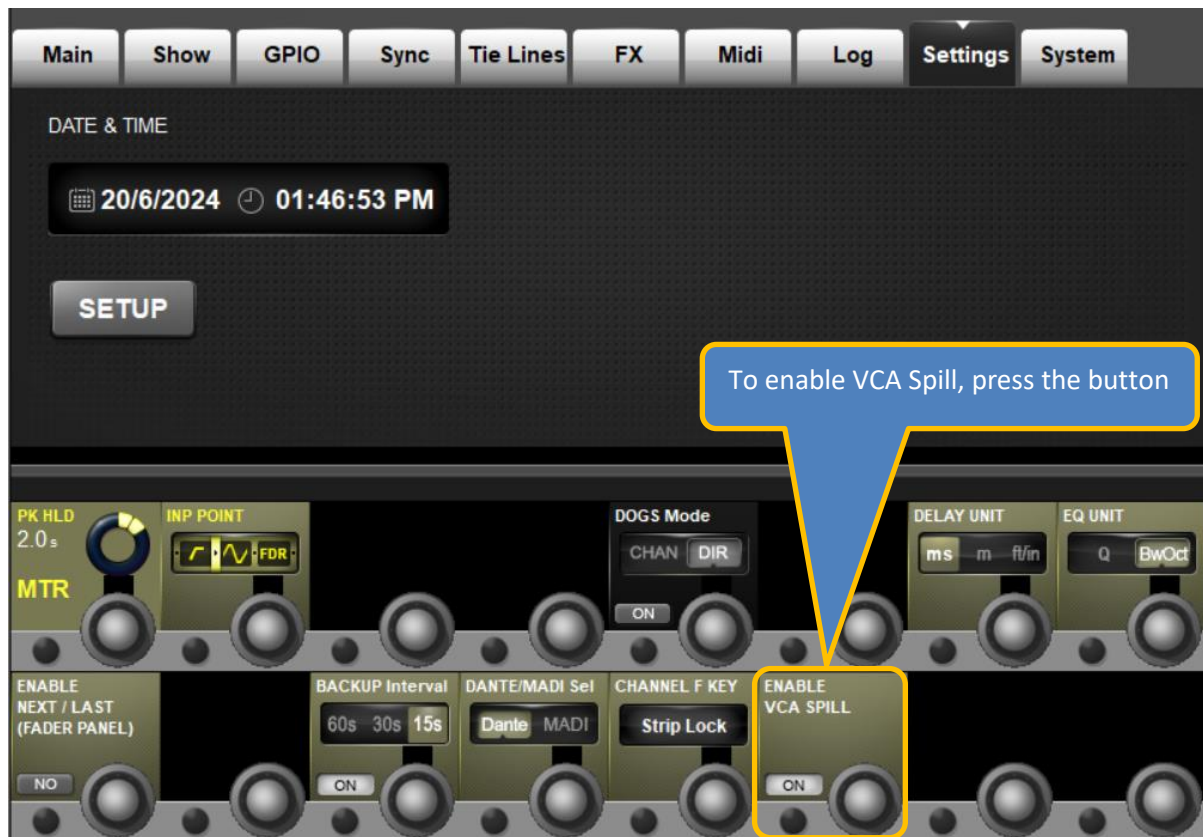 Main Show GPIO Sync Tie Lines FX Midi Log Settings System
DATE & TIME
20/6/2024 01:46:53 PM
SETUP
To enable VCA Spill, press the button
PK HLD
2.0 s
MTR
INP POINT
FDR
DOGS Mode
CHAN DIR
ON
DELAY UNIT
ms m ft/in
EQ UNIT
Q BwOct
ENABLE
NEXT / LAST
(FADER PANEL)
NO
BACKUP Interval
60s 30s 15s
ON
DANTE/MADI Sel
Dante MADI
CHANNEL F KEY
Strip Lock
ENABLE
VCA SPILL
ON